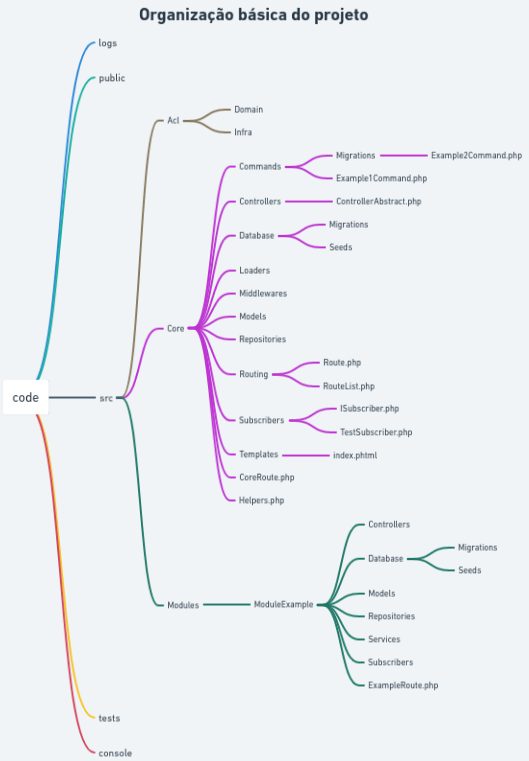 Organização básica do projeto
logs
public
Acl
Domain
Infra
Commands
Migrations
Example2Command.php
Example1Command.php
Controllers
ControllerAbstract.php
Database
Migrations
Seeds
Loaders
Middlewares
Models
Core
Repositories
Routing
Route.php
RouteList.php
code
src
Subscribers
ISubscriber.php
TestSubscriber.php
Templates
index.phtml
CoreRoute.php
Helpers.php
Modules
ModuleExample
Controllers
Database
Migrations
Seeds
Models
Repositories
Services
Subscribers
ExampleRoute.php
tests
console